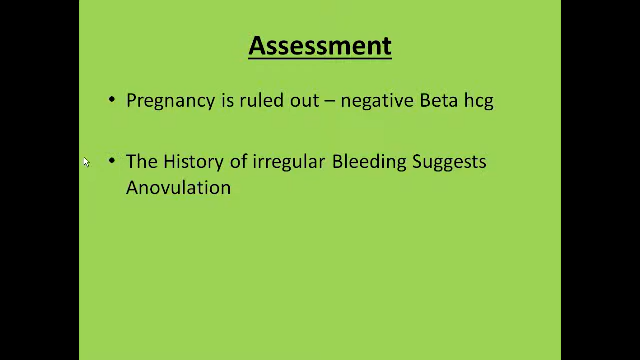 Assessment
• Pregnancy is ruled out – negative Beta hcg
• The History of irregular Bleeding Suggests
Anovulation